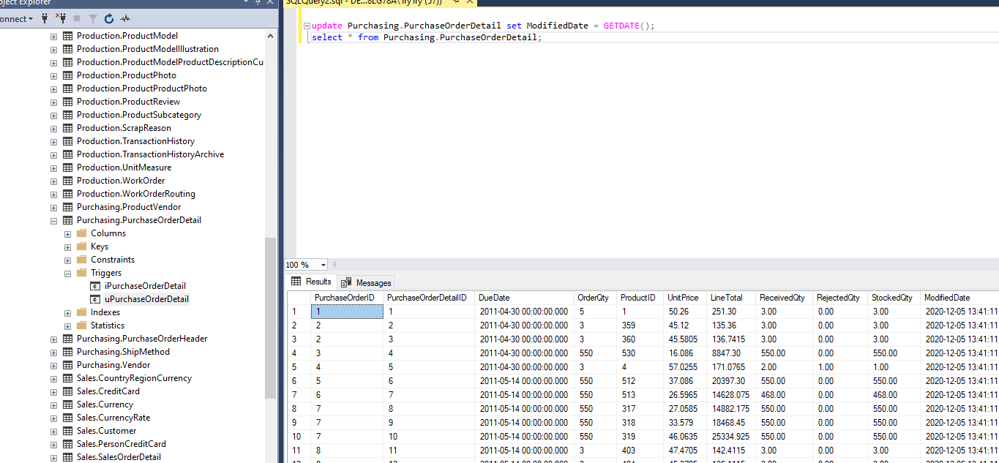 ject Explorer
SQLQuery2.sql - DE...8LG78A\TryTry (57))
onnect
Production.ProductModel
Production.ProductModelIllustration
Production.ProductModelProductDescriptionCu
Production.ProductPhoto
Production.ProductProductPhoto
Production.ProductReview
Production.ProductSubcategory
Production.ScrapReason
Production.TransactionHistory
Production.TransactionHistoryArchive
Production.UnitMeasure
Production.WorkOrder
Production.WorkOrderRouting
Purchasing.ProductVendor
Purchasing.PurchaseOrderDetail
Columns
Keys
Constraints
Triggers
iPurchaseOrderDetail
uPurchaseOrderDetail
Indexes
Statistics
Purchasing.PurchaseOrderHeader
Purchasing.ShipMethod
Purchasing.Vendor
Sales.CountryRegionCurrency
Sales.CreditCard
Sales.Currency
Sales.CurrencyRate
Sales.Customer
Sales.PersonCreditCard
Sales.SalesOrderDetail
update Purchasing.PurchaseOrderDetail set ModifiedDate = GETDATE();
select * from Purchasing.PurchaseOrderDetail;
100 %
Results Messages
PurchaseOrderID PurchaseOrderDetailID DueDate OrderQty ProductID UnitPrice LineTotal ReceivedQty RejectedQty StockedQty ModifiedDate
1 1 1 2011-04-30 00:00:00.000 5 1 50.26 251.30 3.00 0.00 3.00 2020-12-05 13:41:11
2 2 2 2011-04-30 00:00:00.000 3 359 45.12 135.36 3.00 0.00 3.00 2020-12-05 13:41:11
3 2 3 2011-04-30 00:00:00.000 3 360 45.5805 136.7415 3.00 0.00 3.00 2020-12-05 13:41:11
4 3 4 2011-04-30 00:00:00.000 550 530 16.086 8847.30 550.00 0.00 550.00 2020-12-05 13:41:11
5 4 5 2011-04-30 00:00:00.000 3 4 57.0255 171.0765 2.00 1.00 1.00 2020-12-05 13:41:11
6 5 6 2011-05-14 00:00:00.000 550 512 37.086 20397.30 550.00 0.00 550.00 2020-12-05 13:41:11
7 6 7 2011-05-14 00:00:00.000 550 513 26.5965 14628.075 468.00 0.00 468.00 2020-12-05 13:41:11
8 7 8 2011-05-14 00:00:00.000 550 317 27.0585 14882.175 550.00 0.00 550.00 2020-12-05 13:41:11
9 7 9 2011-05-14 00:00:00.000 550 318 33.579 18468.45 550.00 0.00 550.00 2020-12-05 13:41:11
10 7 10 2011-05-14 00:00:00.000 550 319 46.0635 25334.925 550.00 0.00 550.00 2020-12-05 13:41:11
11 8 11 2011-05-14 00:00:00.000 3 403 47.4705 142.4115 3.00 0.00 3.00 2020-12-05 13:41:11